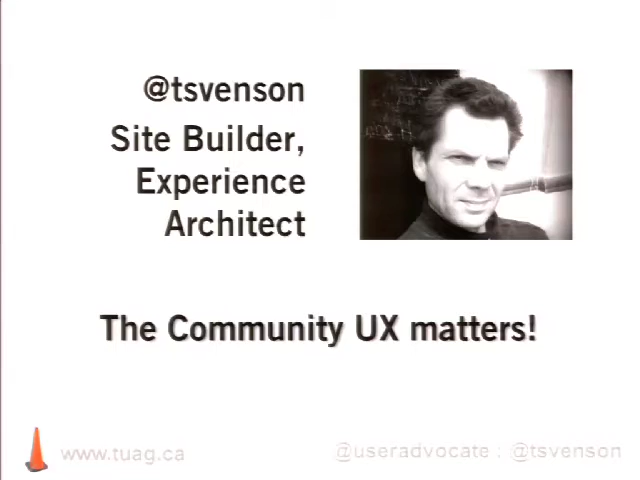 @tsvenson
Site Builder,
Experience
Architect
The Community UX matters!
www.tuag.ca
@useradvocate : @tsvenson